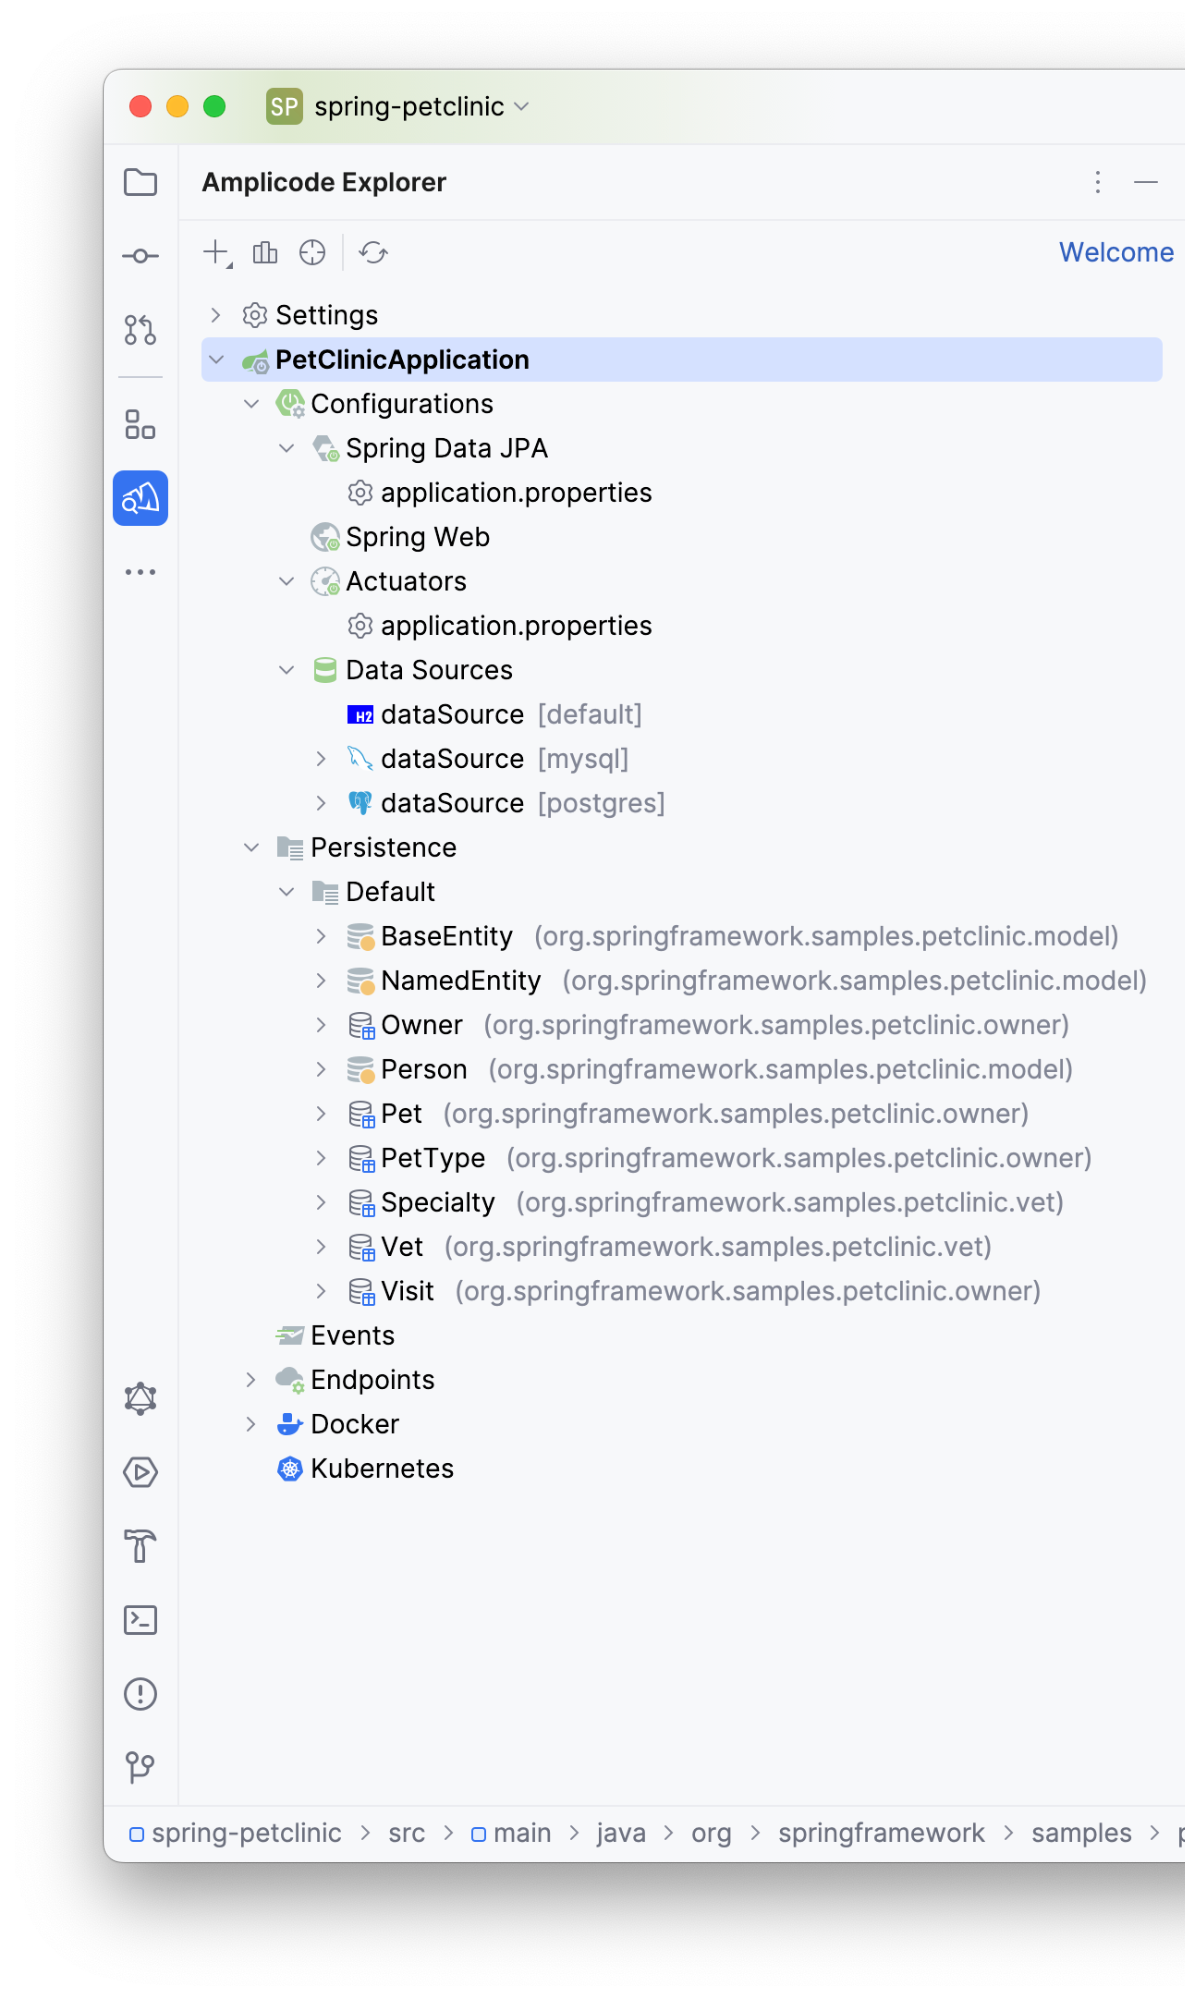 SP spring-petclinic
Amplicode Explorer
Welcome
Settings
PetClinicApplication
Configurations
Spring Data JPA
application.properties
Spring Web
Actuators
application.properties
Data Sources
H2 dataSource [default]
dataSource [mysql]
dataSource [postgres]
Persistence
Default
BaseEntity (org.springframework.samples.petclinic.model)
NamedEntity (org.springframework.samples.petclinic.model)
Owner (org.springframework.samples.petclinic.owner)
Person (org.springframework.samples.petclinic.model)
Pet (org.springframework.samples.petclinic.owner)
PetType (org.springframework.samples.petclinic.owner)
Specialty (org.springframework.samples.petclinic.vet)
Vet (org.springframework.samples.petclinic.vet)
Visit (org.springframework.samples.petclinic.owner)
Events
Endpoints
Docker
Kubernetes
spring-petclinic > src > main > java > org > springframework > samples >